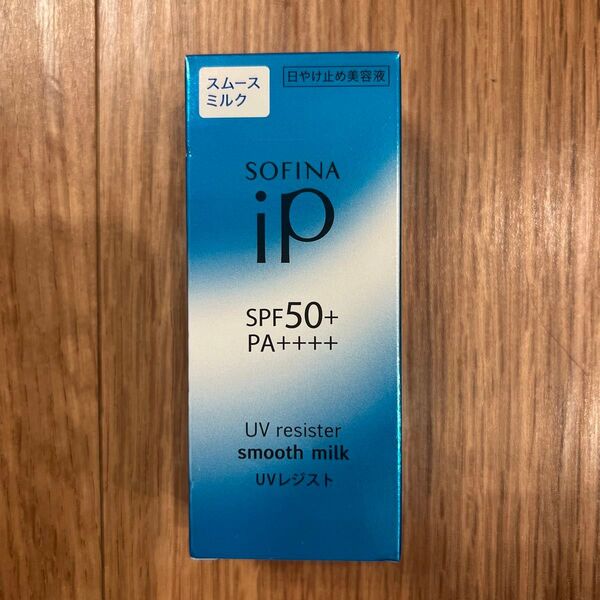 スムース
ミルク
日やけ止め美容液
SOFINA
iP
SPF50+
PA++++
UV resister
smooth milk
UVレジスト